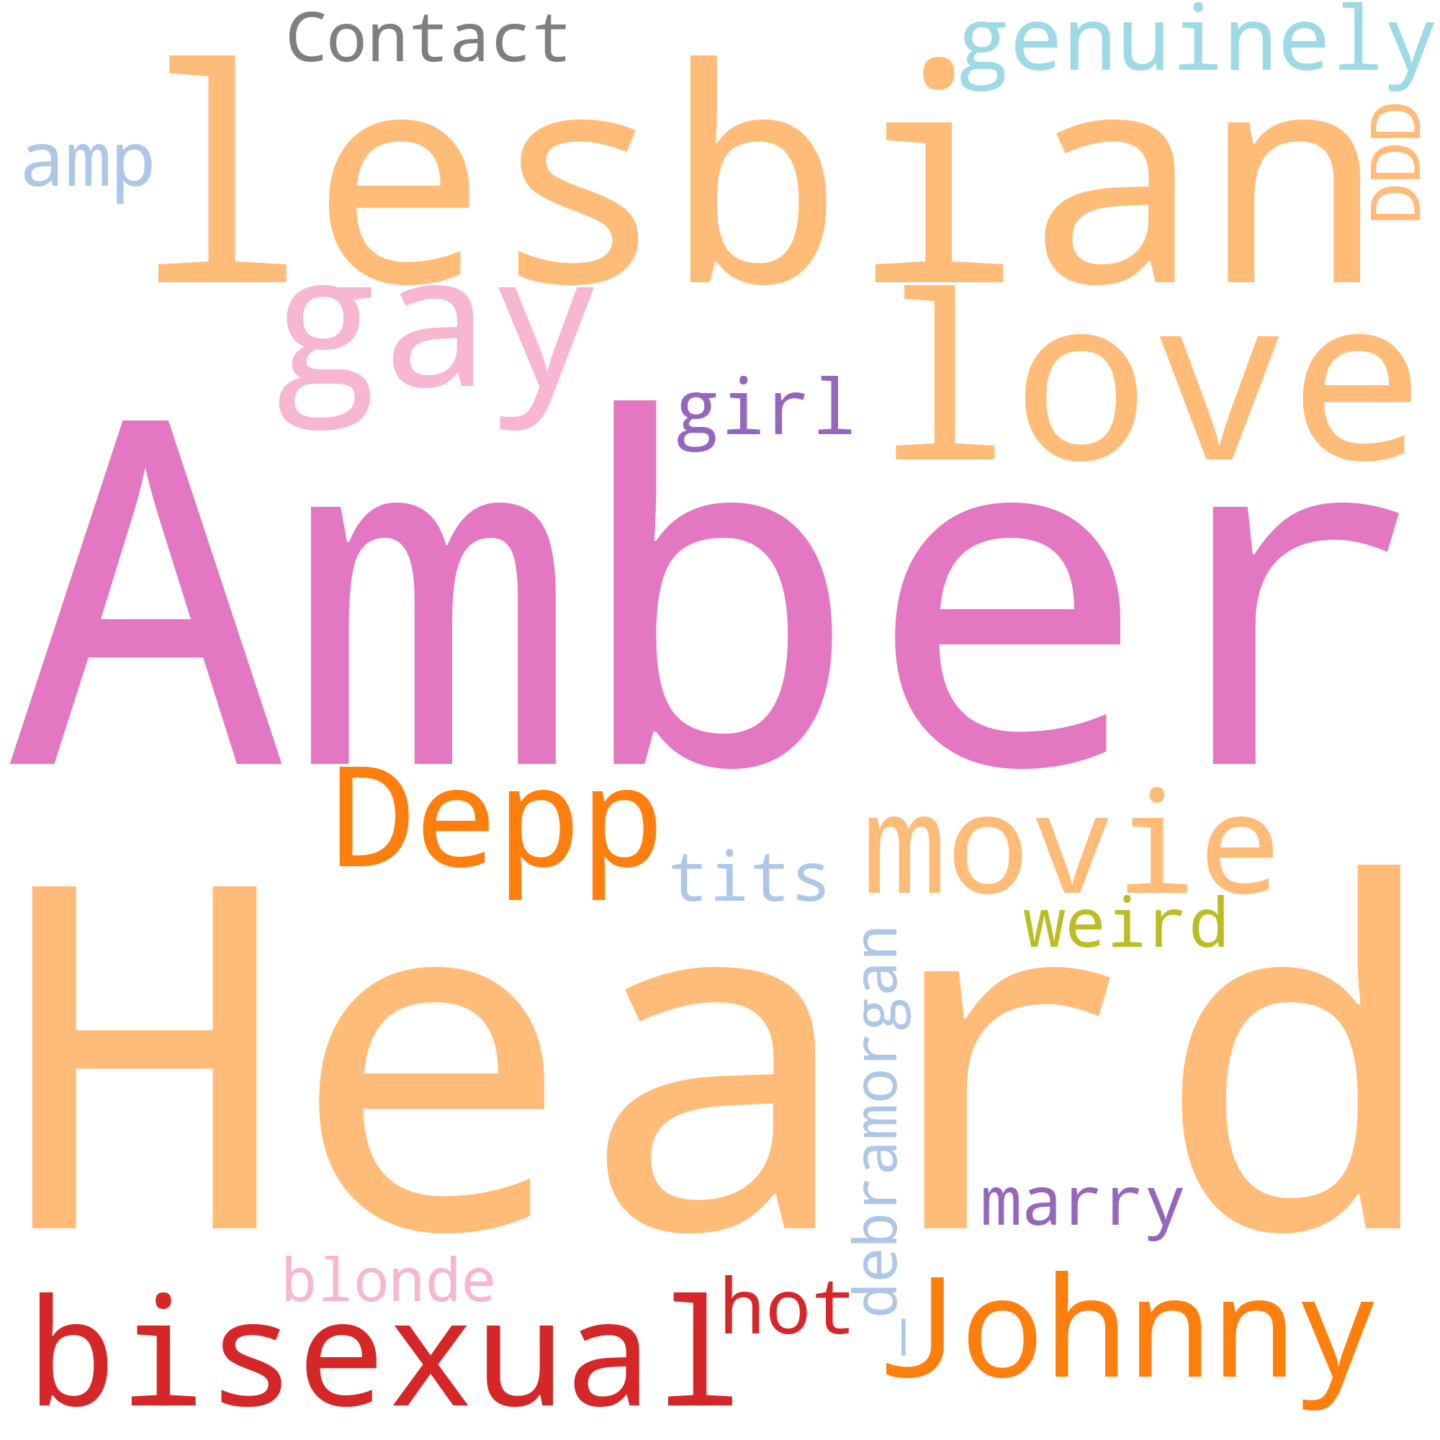 Contact
genuinely
lesbian
amp
DDD
gay
love
girl
Amber
Depp
movie
tits
weird
Heard
_debramorgan
marry
blonde
bisexual
hot
Johnny